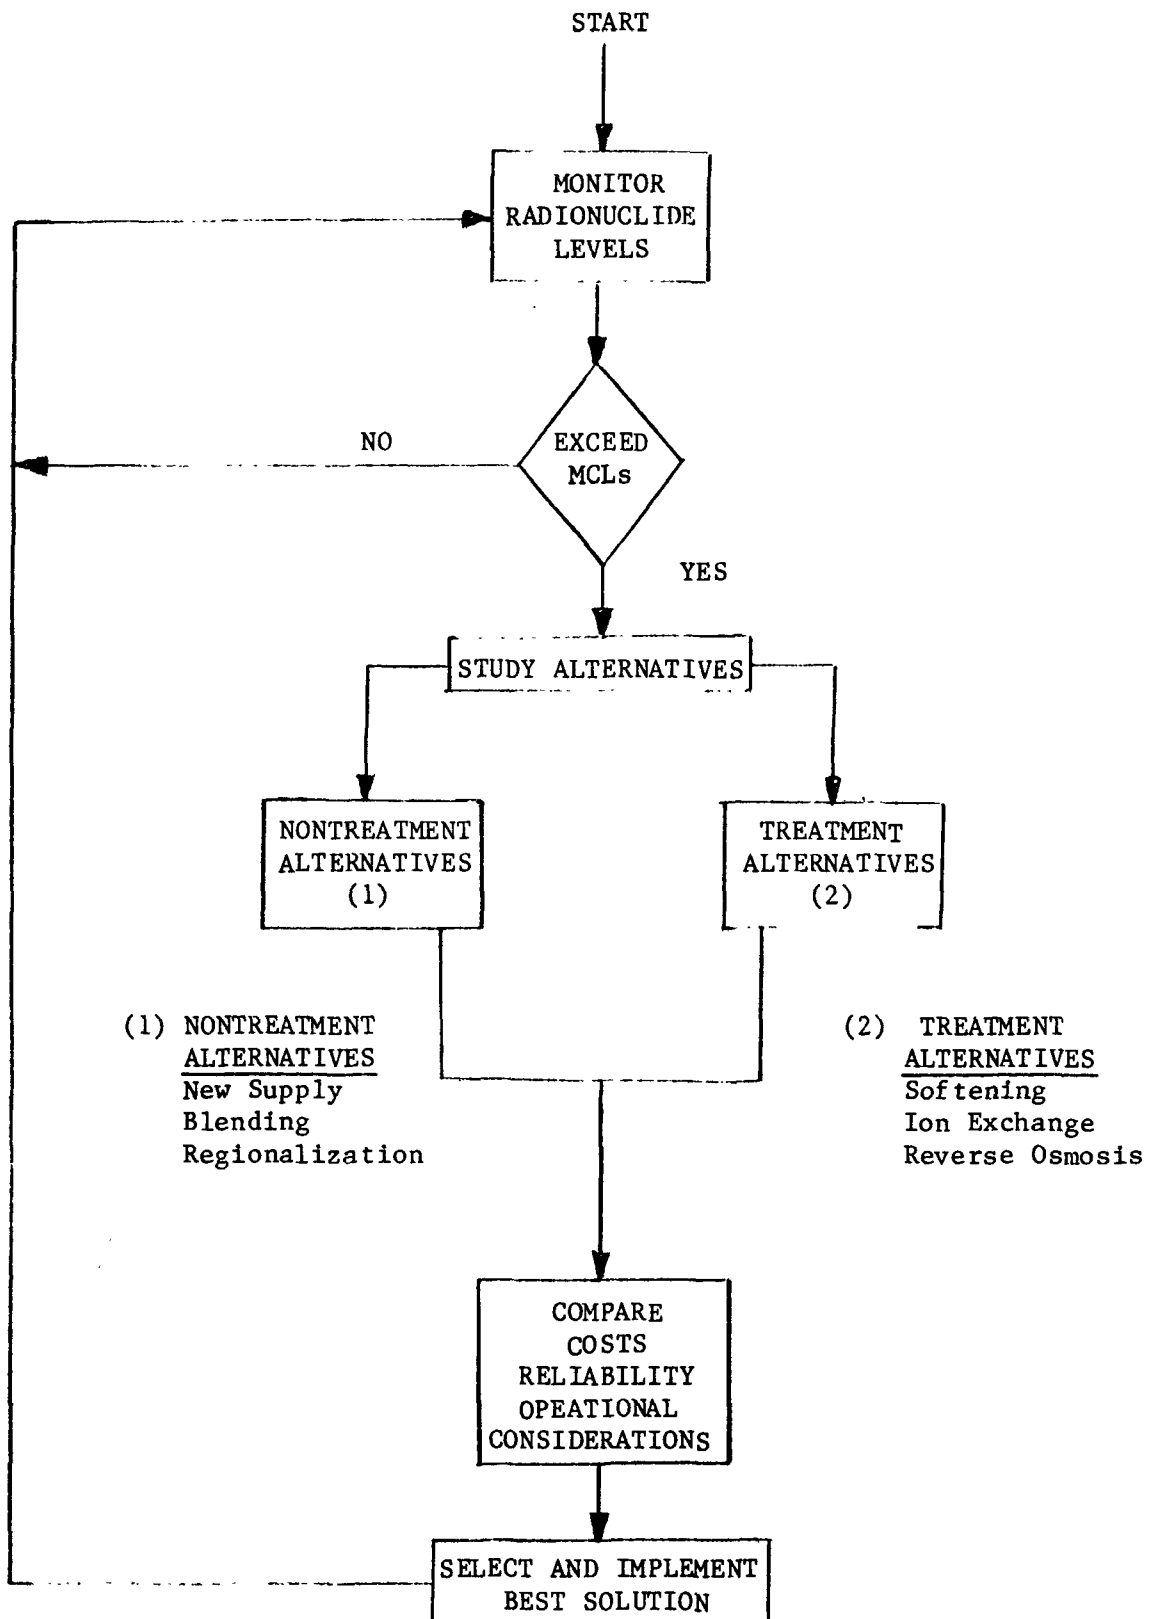 START
MONITOR
RADIONUCLIDE
LEVELS
NO
EXCEED
MCLs
YES
STUDY ALTERNATIVES
NONTREATMENT
ALTERNATIVES
(1)
TREATMENT
ALTERNATIVES
(2)
(1) NONTREATMENT
ALTERNATIVES
New Supply
Blending
Regionalization
(2) TREATMENT
ALTERNATIVES
Softening
Ion Exchange
Reverse Osmosis
COMPARE
COSTS
RELIABILITY
OPEATIONAL
CONSIDERATIONS
SELECT AND IMPLEMENT
BEST SOLUTION